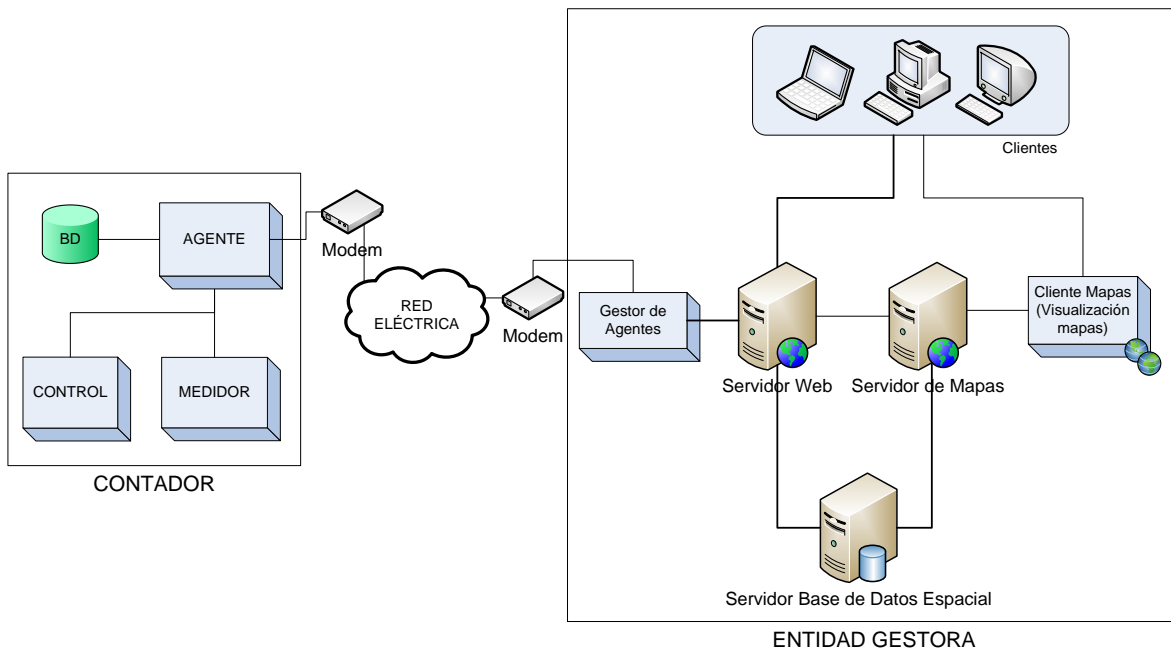 Clientes
BD
AGENTE
Modem
CONTROL
MEDIDOR
CONTADOR
RED
ELÉCTRICA
Modem
Gestor de
Agentes
Servidor Web
Servidor de Mapas
Cliente Mapas
(Visualización
mapas)
Servidor Base de Datos Espacial
ENTIDAD GESTORA